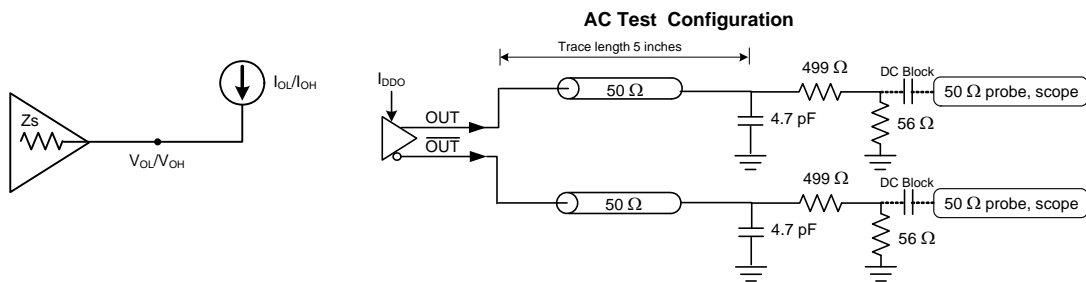 AC Test Configuration
Trace length 5 inches
Zs
VOL/VOH
IOL/IOH
IDDO
OUT
OUT
50 Ω
4.7 pF
499 Ω
DC Block
50 Ω probe, scope
56 Ω
50 Ω
4.7 pF
499 Ω
DC Block
50 Ω probe, scope
56 Ω